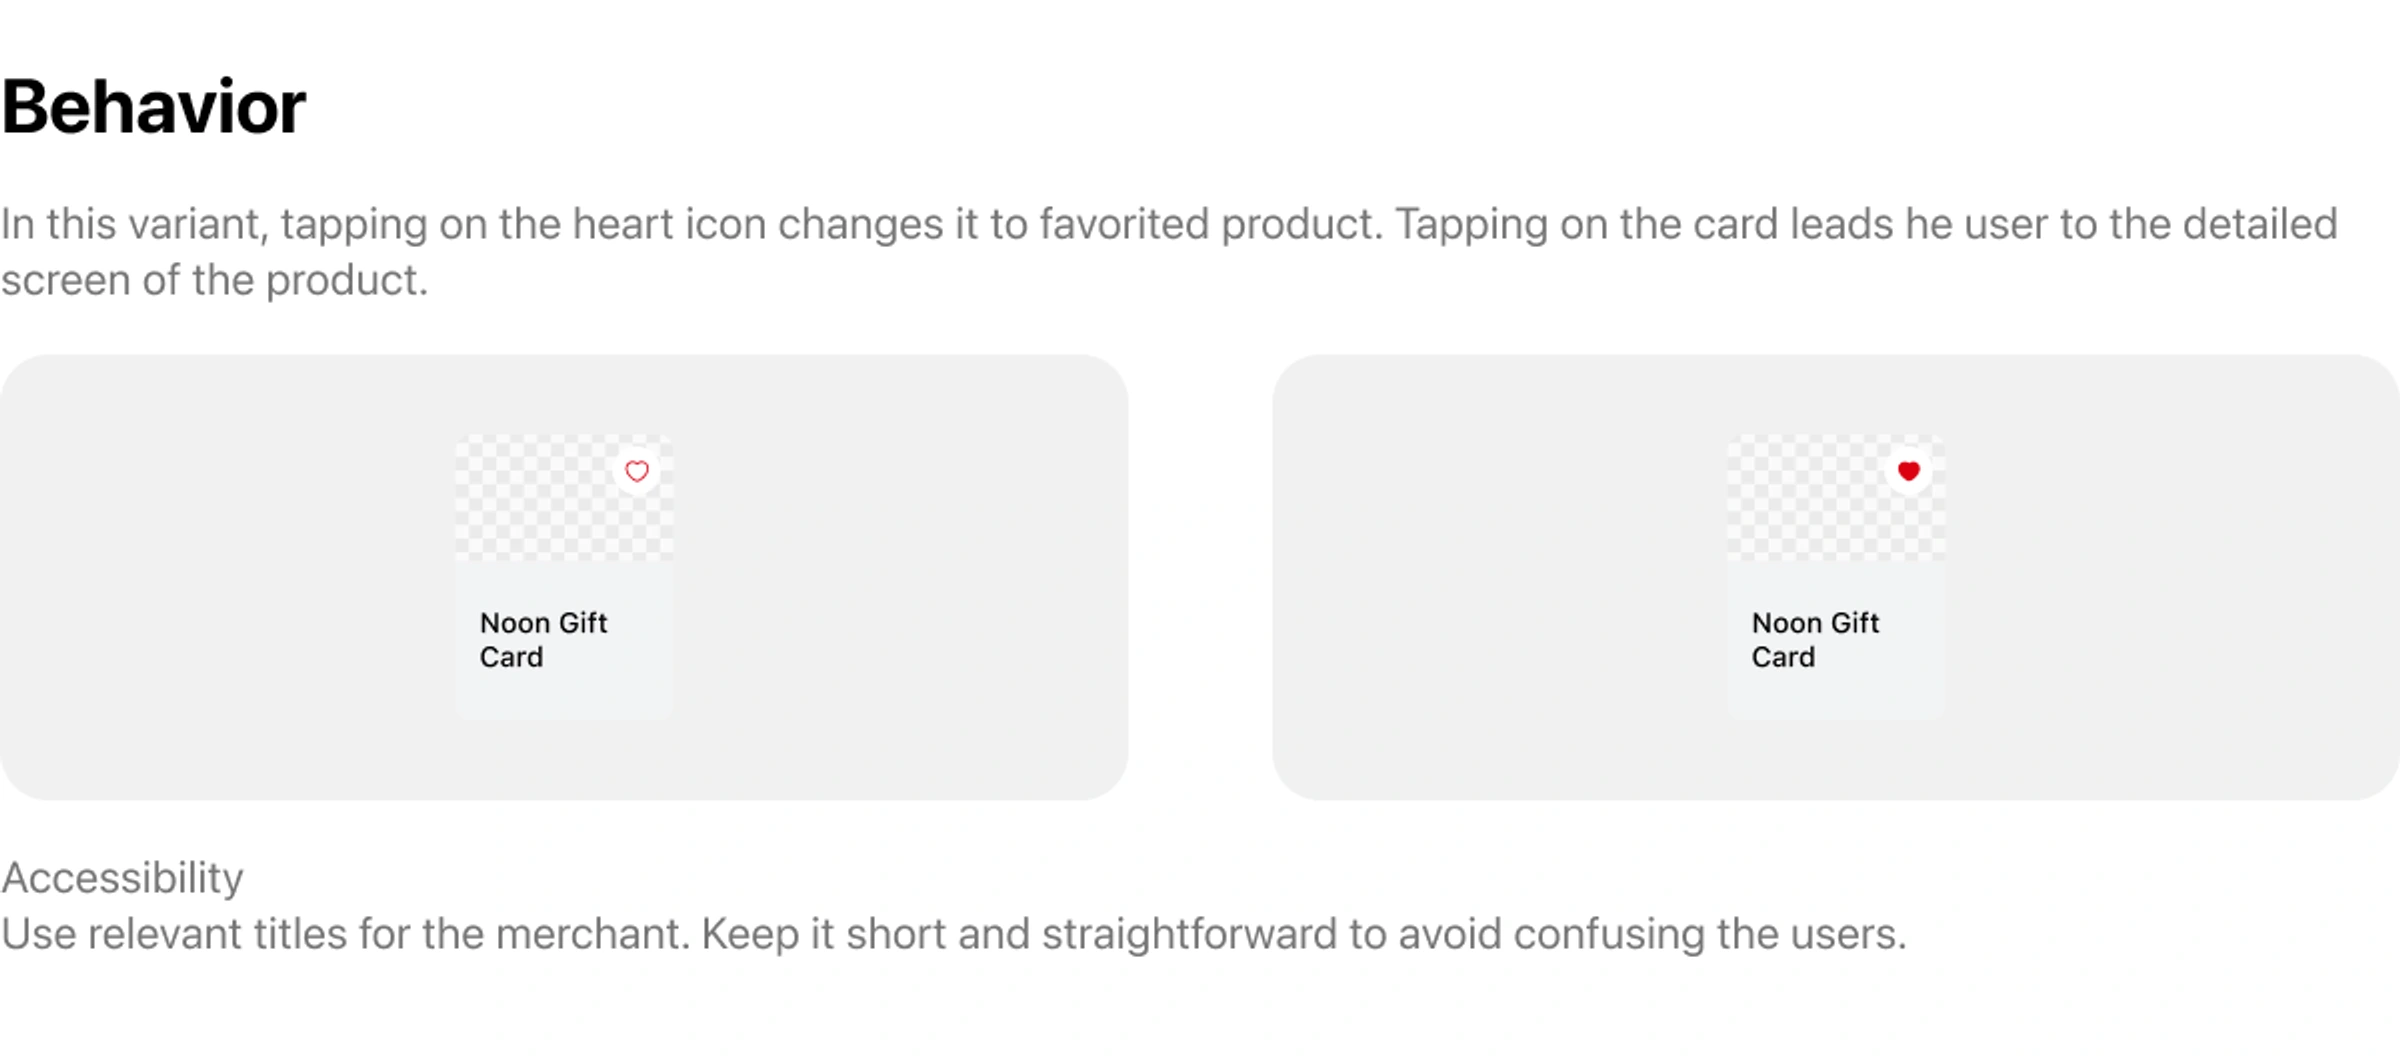 Behavior
In this variant, tapping on the heart icon changes it to favorited product. Tapping on the card leads he user to the detailed
screen of the product.
Noon Gift
Card
Noon Gift
Card
Accessibility
Use relevant titles for the merchant. Keep it short and straightforward to avoid confusing the users.